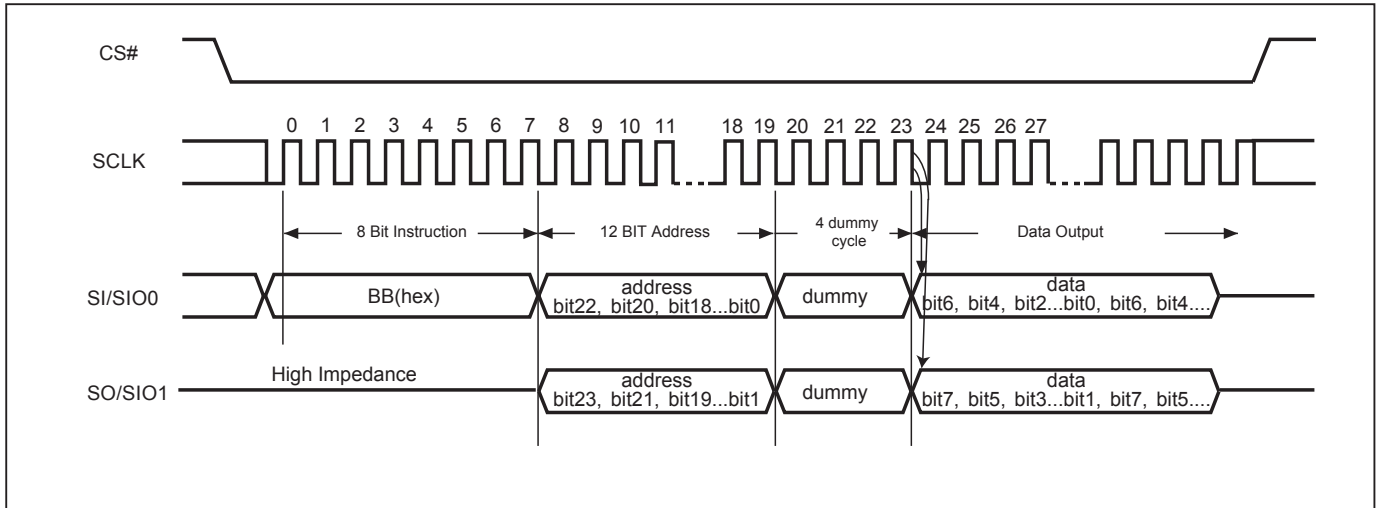 CS#
0 1 2 3 4 5 6 7 8 9 10 11 18 19 20 21 22 23 24 25 26 27
SCLK
8 Bit Instruction
12 BIT Address
4 dummy
cycle
Data Output
SI/SIO0
BB(hex)
address
bit22, bit20, bit18...bit0
dummy
data
bit6, bit4, bit2...bit0, bit6, bit4....
High Impedance
SO/SIO1
address
bit23, bit21, bit19...bit1
dummy
data
bit7, bit5, bit3...bit1, bit7, bit5....